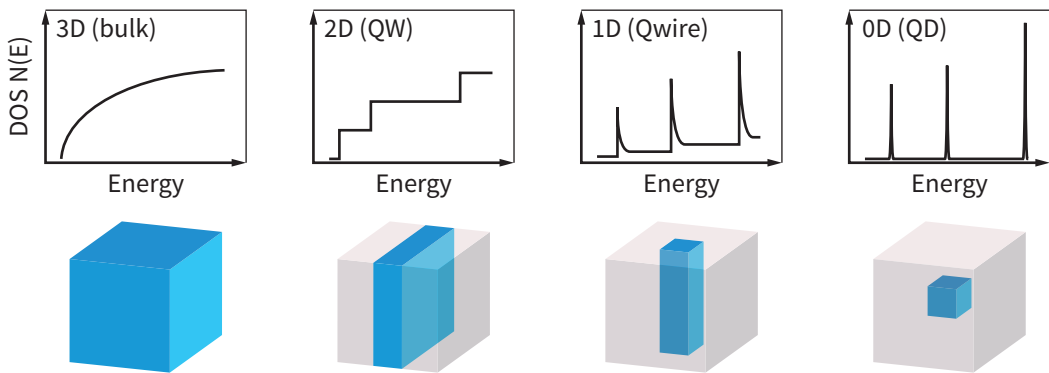 3D (bulk)
2D (QW)
1D (Qwire)
0D (QD)
DOS N(E)
Energy
Energy
Energy
Energy